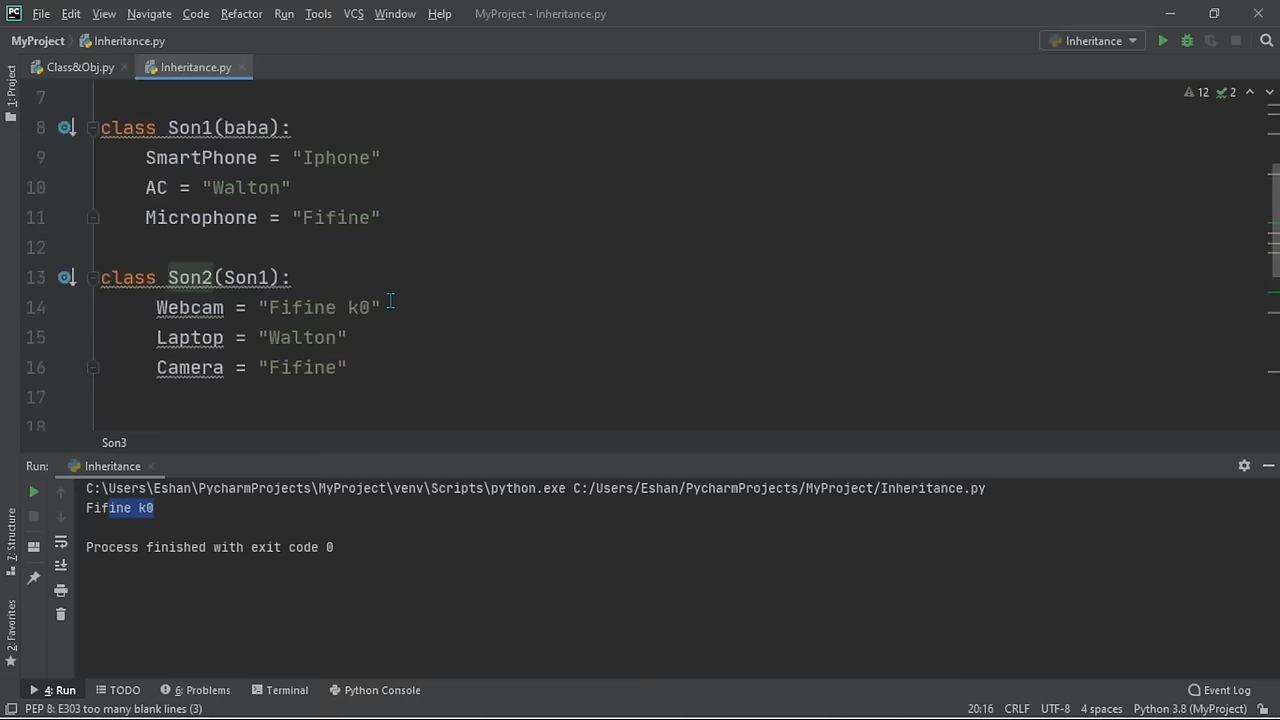 File Edit View Navigate Code Refactor Run Tools VCS Window Help MyProject - Inheritance.py
MyProject Inheritance.py Inheritance
Class&Obj.py Inheritance.py
1: Project
7 12 2
8 class Son1(baba):
9 SmartPhone = "Iphone"
10 AC = "Walton"
11 Microphone = "Fifine"
12
13 class Son2(Son1):
14 Webcam = "Fifine k0"
15 Laptop = "Walton"
16 Camera = "Fifine"
17
18
Son3
Run: Inheritance
C:\Users\Eshan\PycharmProjects\MyProject\venv\Scripts\python.exe C:/Users/Eshan/PycharmProjects/MyProject/Inheritance.py
Fifine k0
Process finished with exit code 0
7: Structure
2: Favorites
4: Run TODO 6: Problems Terminal Python Console Event Log
PEP 8: E303 too many blank lines (3) 20:16 CRLF UTF-8 4 spaces Python 3.8 (MyProject)